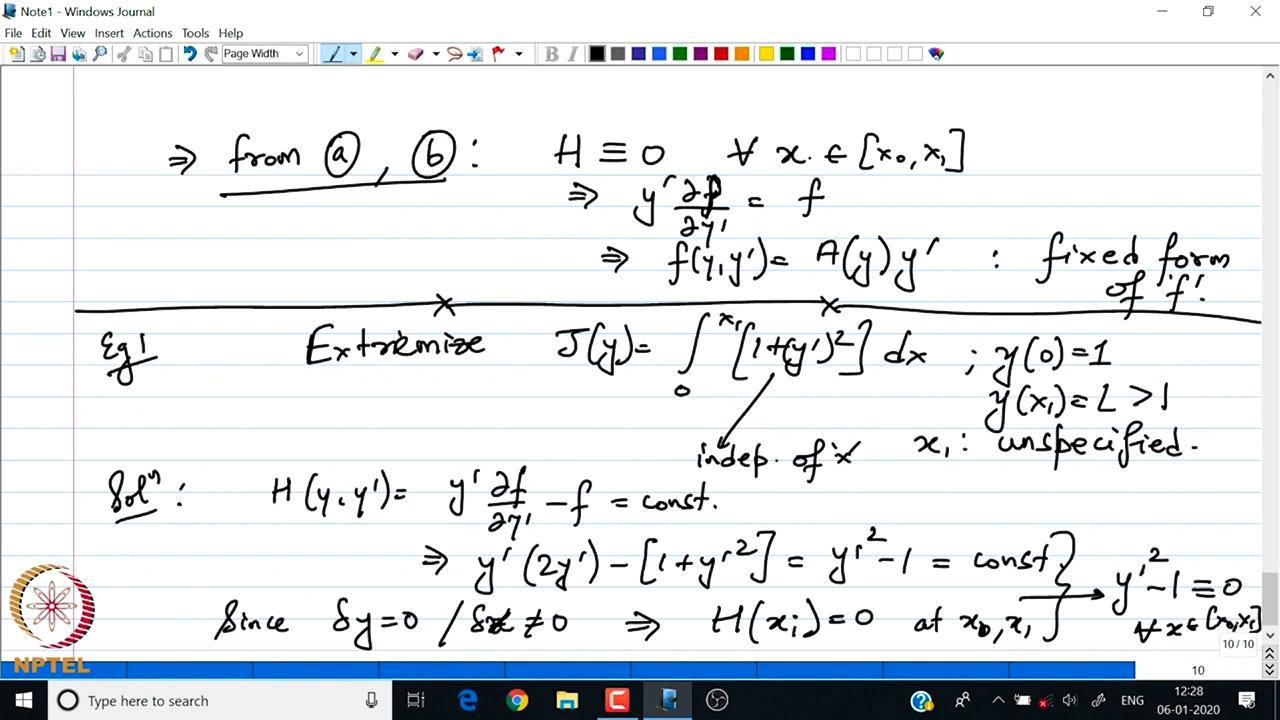 Note1 - Windows Journal
File Edit View Insert Actions Tools Help
Page Width
B I
⇒ from ⓐ, ⓑ : H ≡ 0 ∀ x ∈ [x₀, x₁]
⇒ y' ∂f/∂y' = f
⇒ f(y, y') = A(y) y' : fixed form of 'f'!
Eg1 Extremize J(y) = ∫₀^x₁ [1+(y')²] dx ; y(0)=1
y(x₁) = L > 1
indep. of x x₁ : unspecified.
Solⁿ : H(y, y') = y' ∂f/∂y' − f = const.
⇒ y'(2y') − [1+y'²] = y'² − 1 = const
Since δy=0 / δx ≠ 0 ⇒ H(xᵢ) = 0 at x₀, x₁ } → y'² − 1 ≡ 0
∀ x ∈ [x₀, x₁]
10 / 10
NPTEL
10
Type here to search
ENG
12:28
06-01-2020